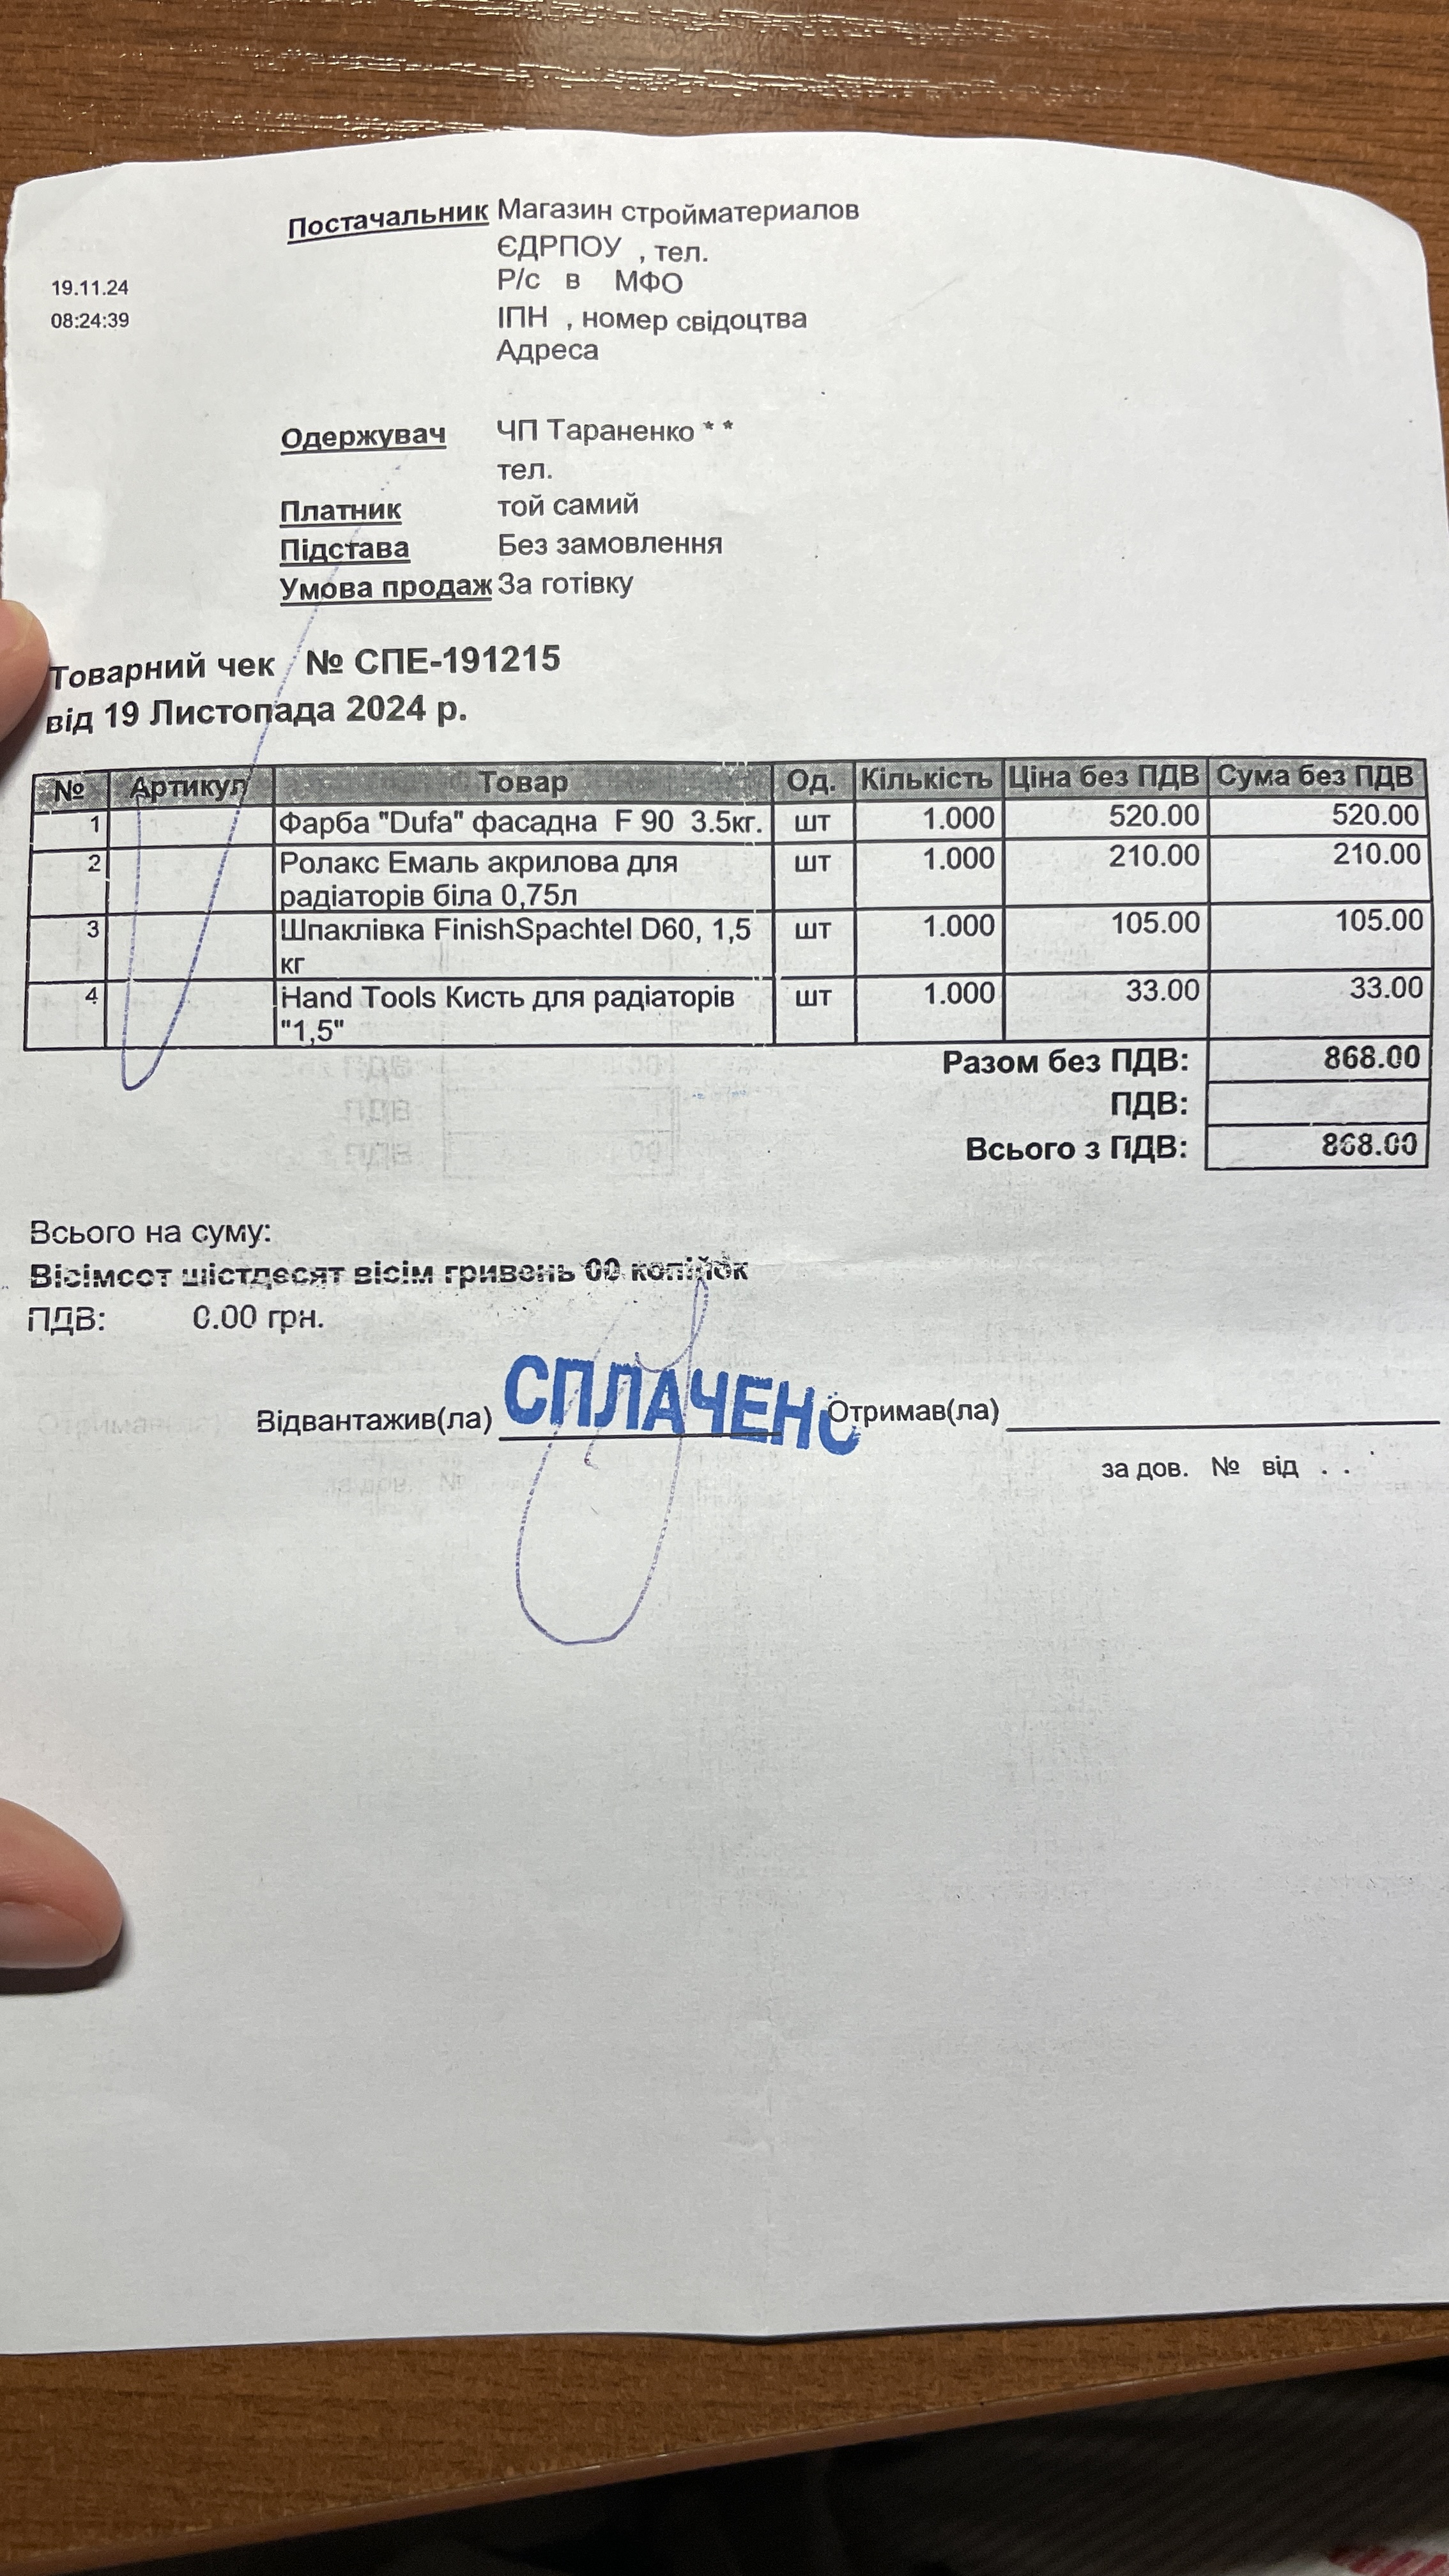 Постачальник Магазин стройматериалов
ЄДРПОУ , тел.
19.11.24 Р/с в МФО
08:24:39 ІПН , номер свідоцтва
Адреса
Одержувач ЧП Тараненко * *
тел.
Платник той самий
Підстава Без замовлення
Умова продаж За готівку
Товарний чек № СПЕ-191215
від 19 Листопада 2024 р.
№ Артикул Товар Од. Кількість Ціна без ПДВ Сума без ПДВ
1 Фарба "Dufa" фасадна F 90 3.5кг. шт 1.000 520.00 520.00
2 Ролакс Емаль акрилова для шт 1.000 210.00 210.00
радіаторів біла 0,75л
3 Шпаклівка FinishSpachtel D60, 1,5 шт 1.000 105.00 105.00
кг
4 Hand Tools Кисть для радіаторів шт 1.000 33.00 33.00
"1,5"
Разом без ПДВ: 868.00
ПДВ:
Всього з ПДВ: 868.00
Всього на суму:
Вісімсот шістдесят вісім гривень 00 копійок
ПДВ: 0.00 грн.
Відвантажив(ла) СПЛАЧЕНО Отримав(ла)
за дов. № від . .